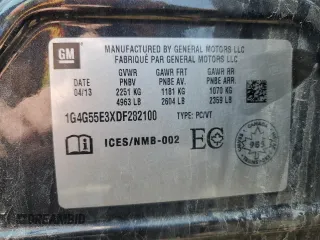 GM
MANUFACTURED BY GENERAL MOTORS LLC
FABRIQUÉ PAR GENERAL MOTORS LLC
GVWR GAWR FRT GAWR RR
DATE PNBV PNBE AV. PNBE ARR.
04/13 2251 KG 1181 KG 1070 KG
4963 LB 2604 LB 2359 LB
1G4G55E3XDF282100 TYPE: PC/VT
ICES/NMB-002 EC
AUTOBIDMID